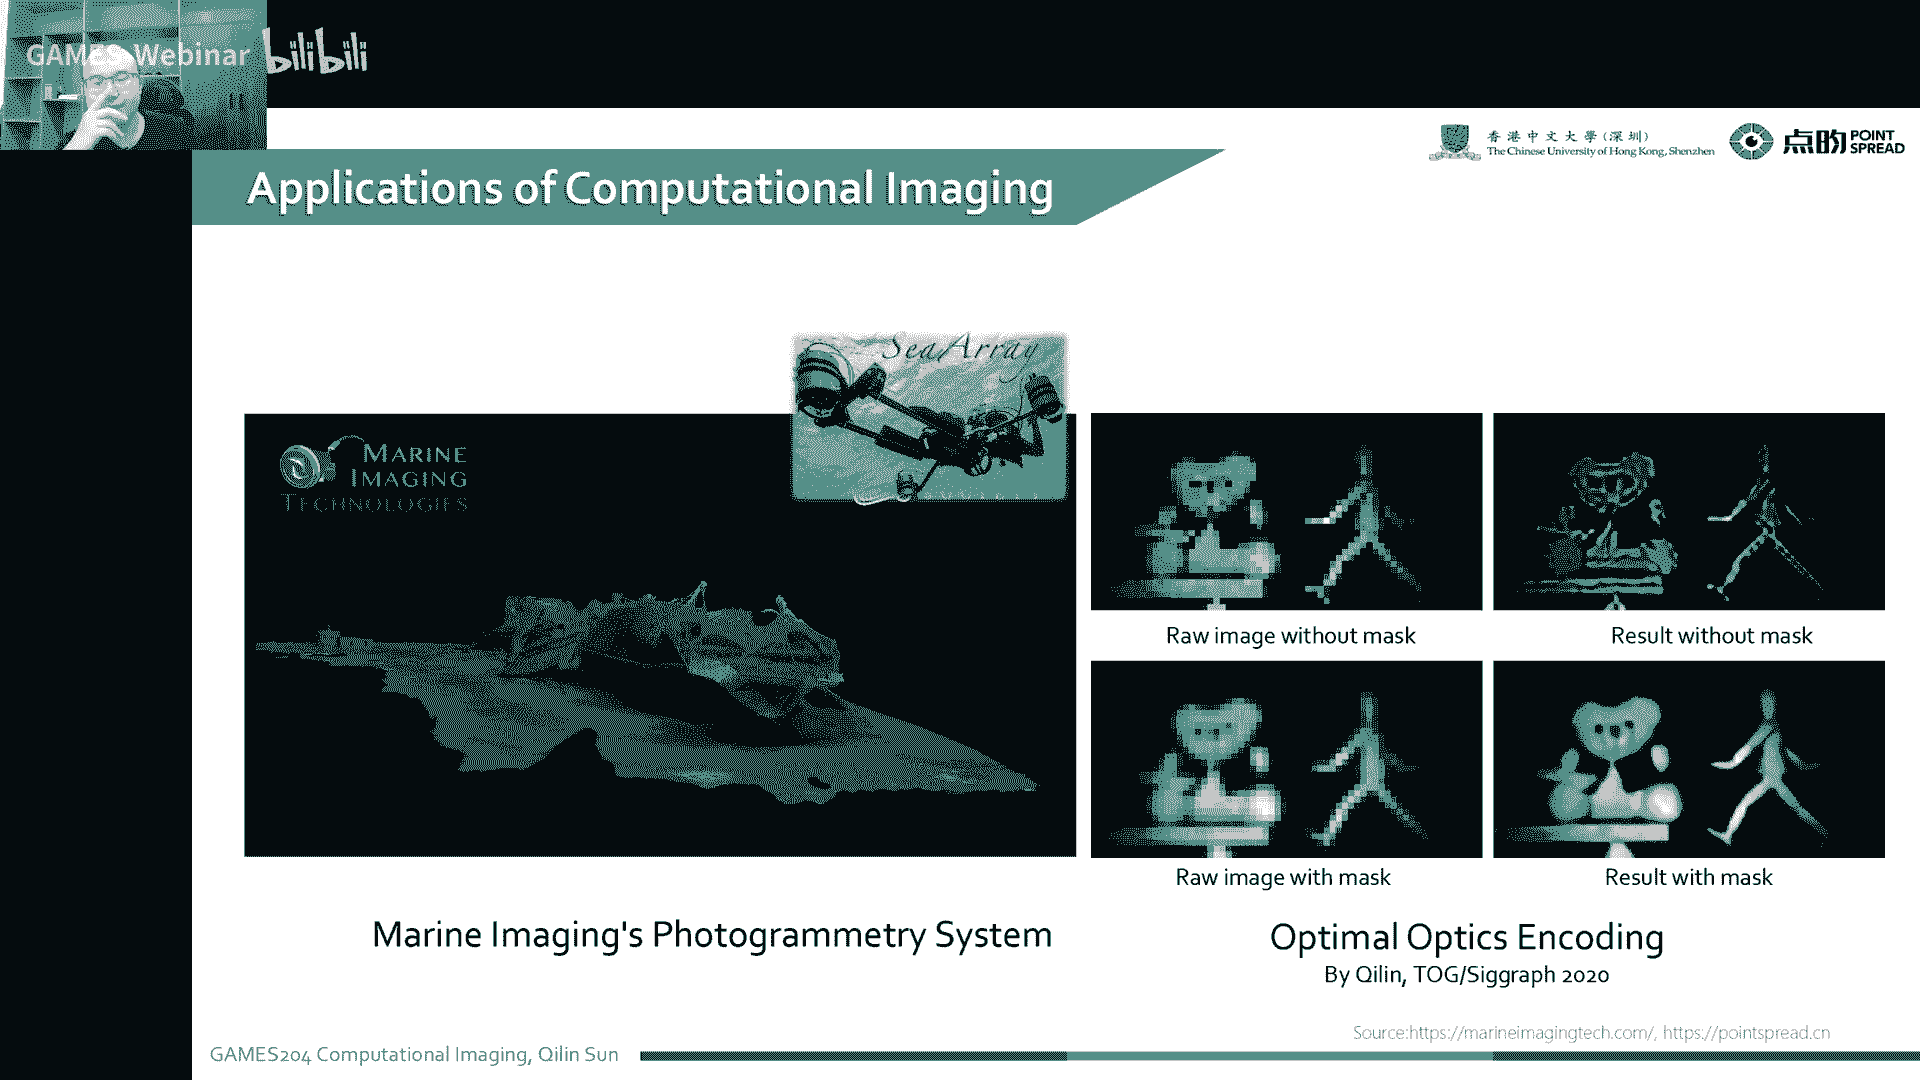 GAMES Webinar
bilibili
香港中文大學(深圳)
The Chinese University of Hong Kong, Shenzhen
点昀
POINT
SPREAD
Applications of Computational Imaging
SeaArray
MARINE
IMAGING
TECHNOLOGIES
Raw image without mask
Result without mask
Raw image with mask
Result with mask
Marine Imaging's Photogrammetry System
Optimal Optics Encoding
By Qilin, TOG/Siggraph 2020
Source:https://marineimagingtech.com/, https://pointspread.cn
GAMES204 Computational Imaging, Qilin Sun